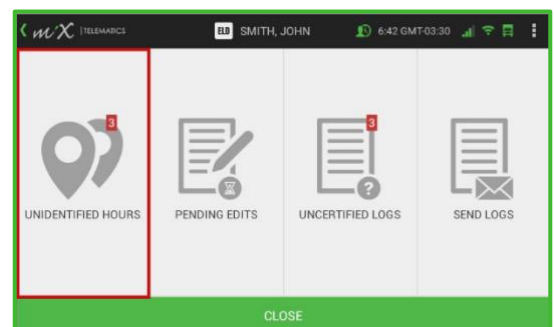 miX TELEMATICS ELD SMITH, JOHN 6:42 GMT-03:30
3
3
?
UNIDENTIFIED HOURS PENDING EDITS UNCERTIFIED LOGS SEND LOGS
CLOSE